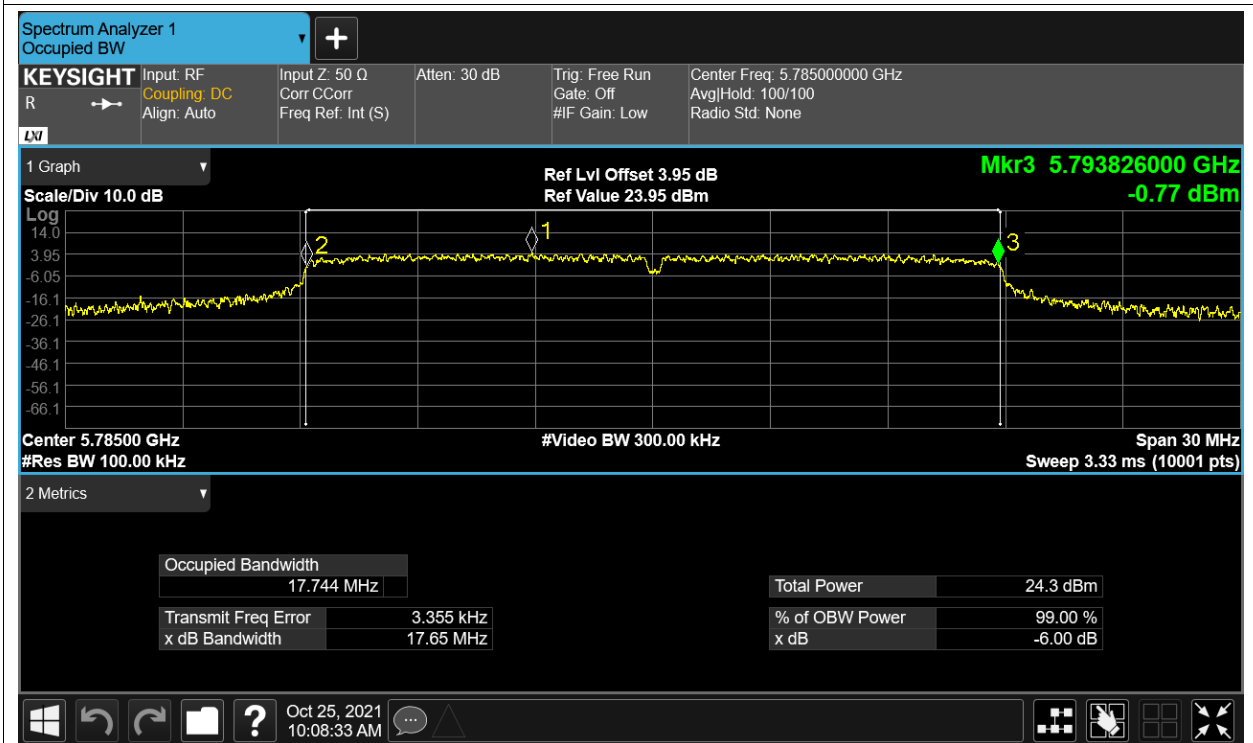 Spectrum Analyzer 1
Occupied BW
KEYSIGHT
R
LXI
Input: RF
Coupling: DC
Align: Auto
Input Z: 50 Ω
Corr CCorr
Freq Ref: Int (S)
Atten: 30 dB
Trig: Free Run
Gate: Off
#IF Gain: Low
Center Freq: 5.785000000 GHz
Avg|Hold: 100/100
Radio Std: None
1 Graph
Scale/Div 10.0 dB
Ref Lvl Offset 3.95 dB
Ref Value 23.95 dBm
Mkr3 5.793826000 GHz
-0.77 dBm
Log
14.0
3.95
-6.05
-16.1
-26.1
-36.1
-46.1
-56.1
-66.1
2
1
3
Center 5.78500 GHz
#Res BW 100.00 kHz
#Video BW 300.00 kHz
Span 30 MHz
Sweep 3.33 ms (10001 pts)
2 Metrics
Occupied Bandwidth
17.744 MHz
Transmit Freq Error 3.355 kHz
x dB Bandwidth 17.65 MHz
Total Power 24.3 dBm
% of OBW Power 99.00 %
x dB -6.00 dB
?
Oct 25, 2021
10:08:33 AM